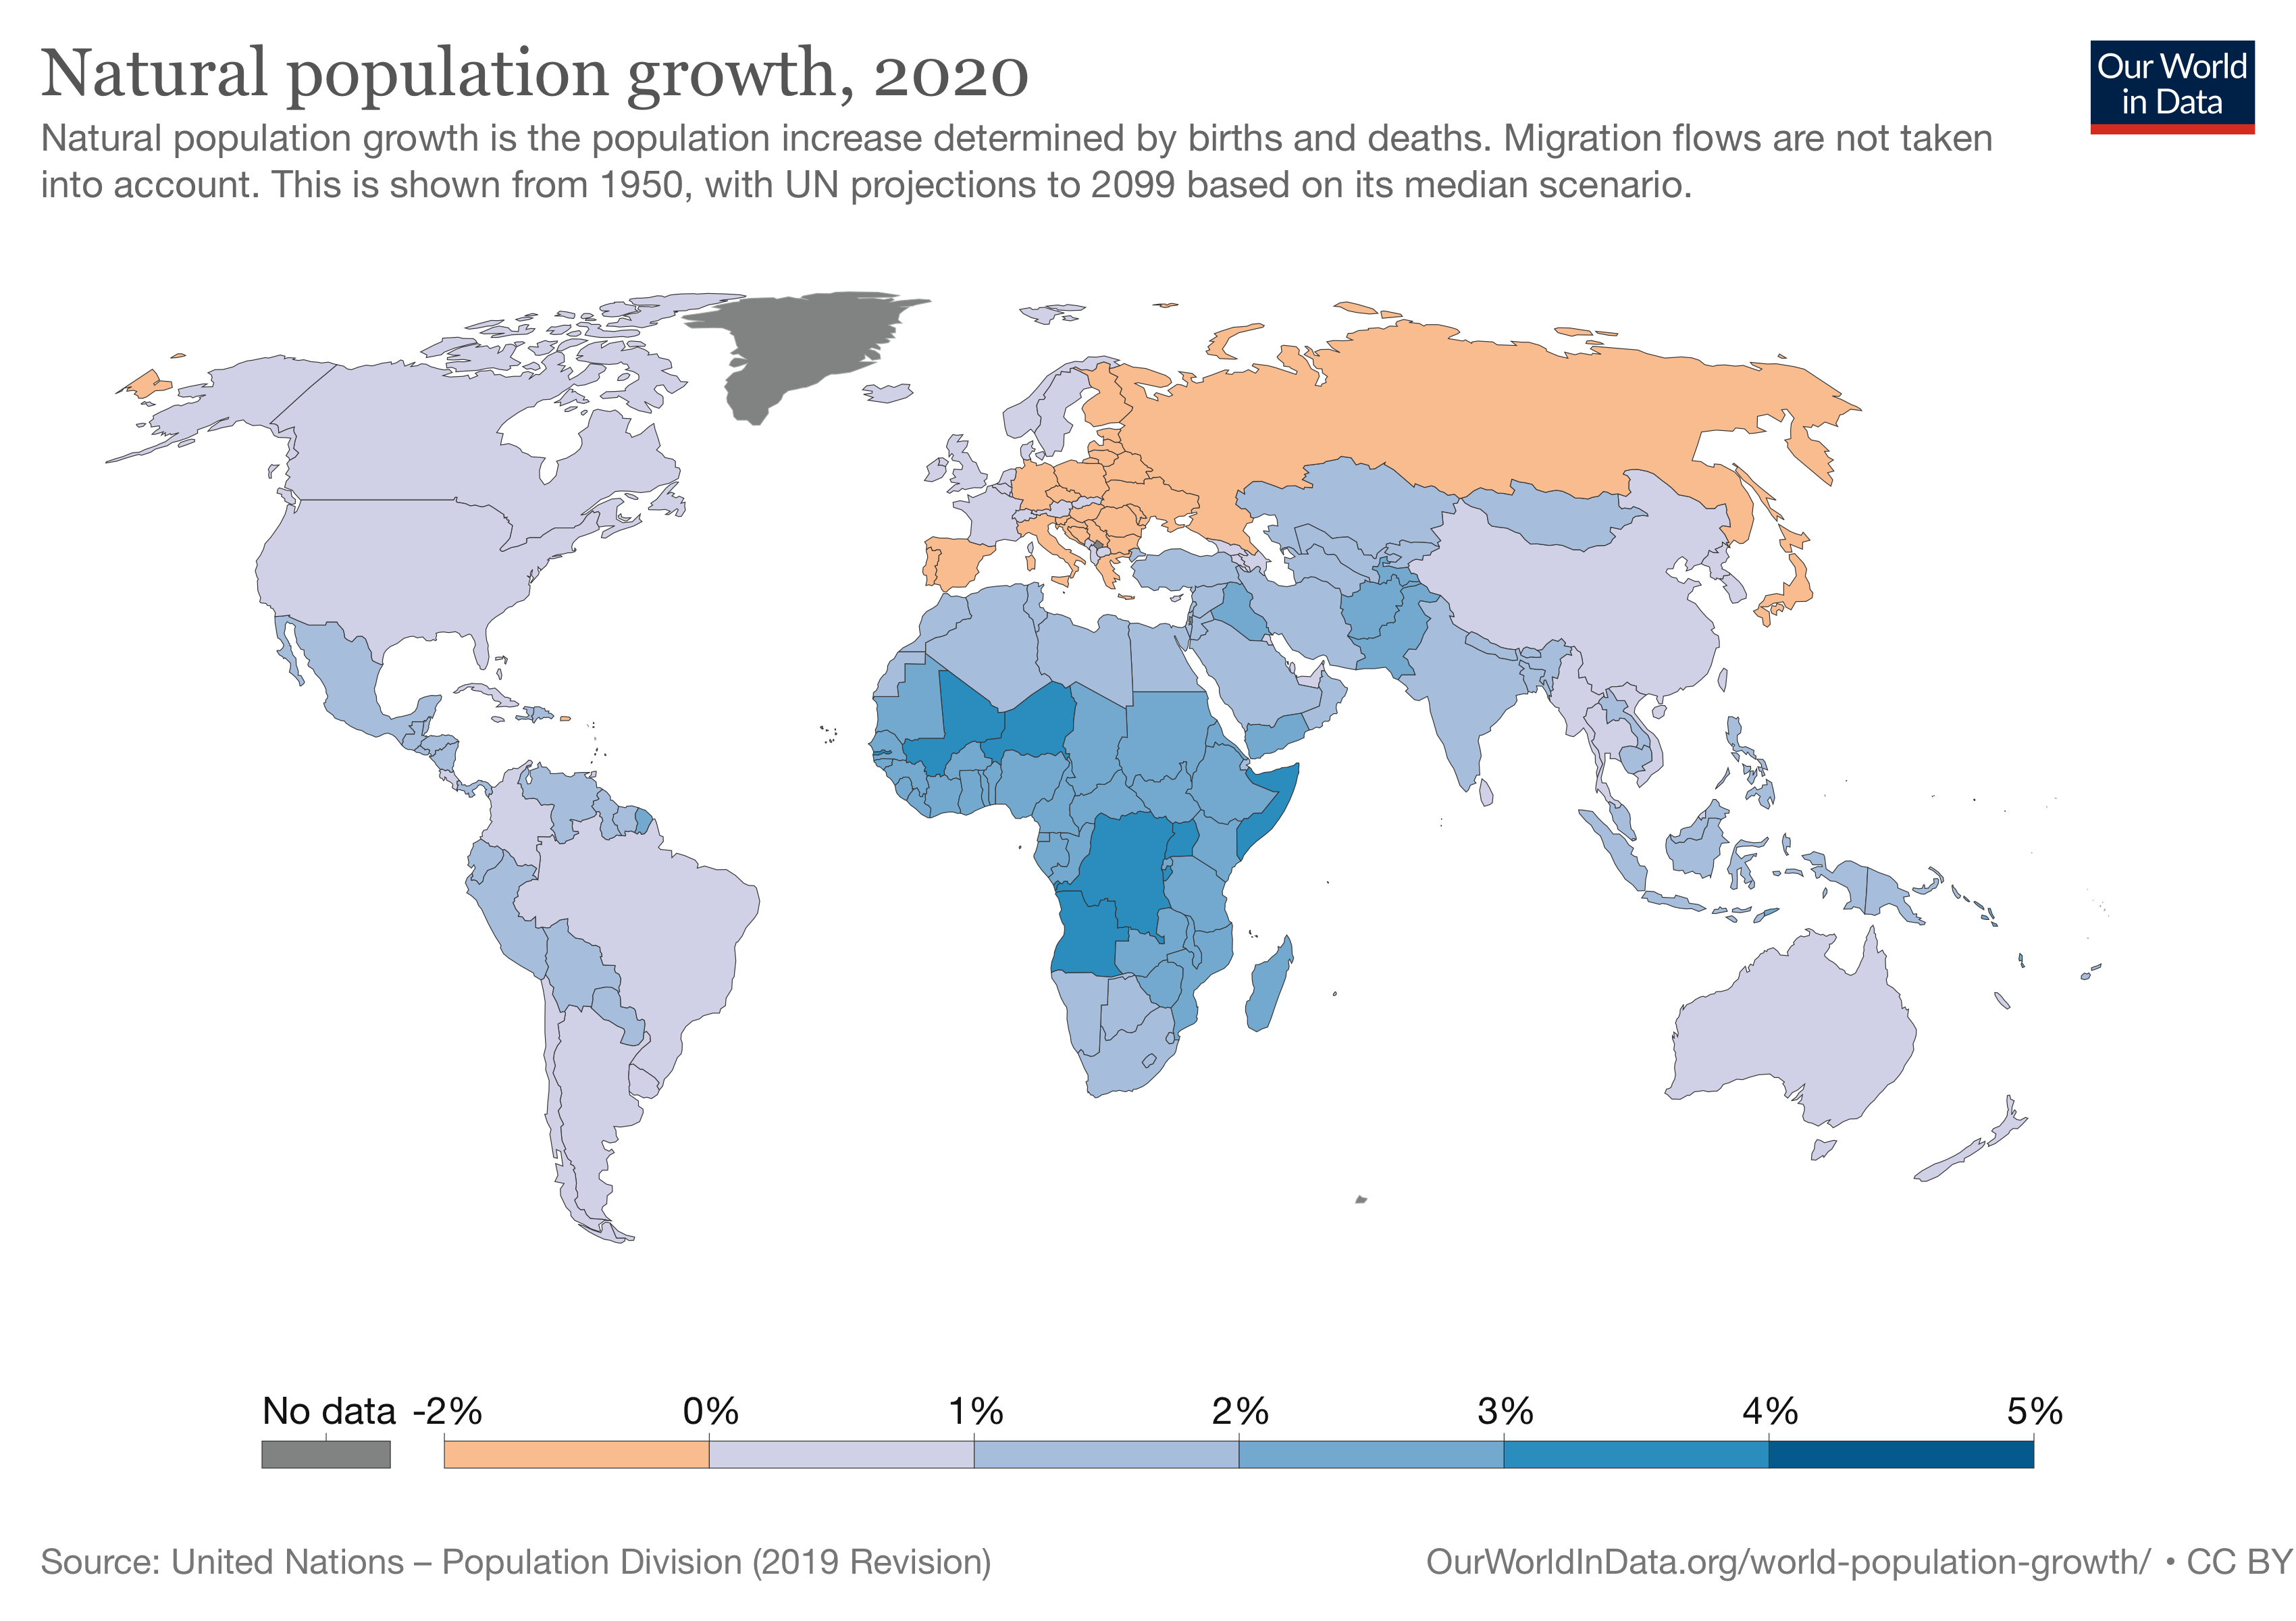 Natural population growth, 2020
Our World
in Data
Natural population growth is the population increase determined by births and deaths. Migration flows are not taken
into account. This is shown from 1950, with UN projections to 2099 based on its median scenario.
No data -2% 0% 1% 2% 3% 4% 5%
Source: United Nations – Population Division (2019 Revision)
OurWorldInData.org/world-population-growth/ • CC BY